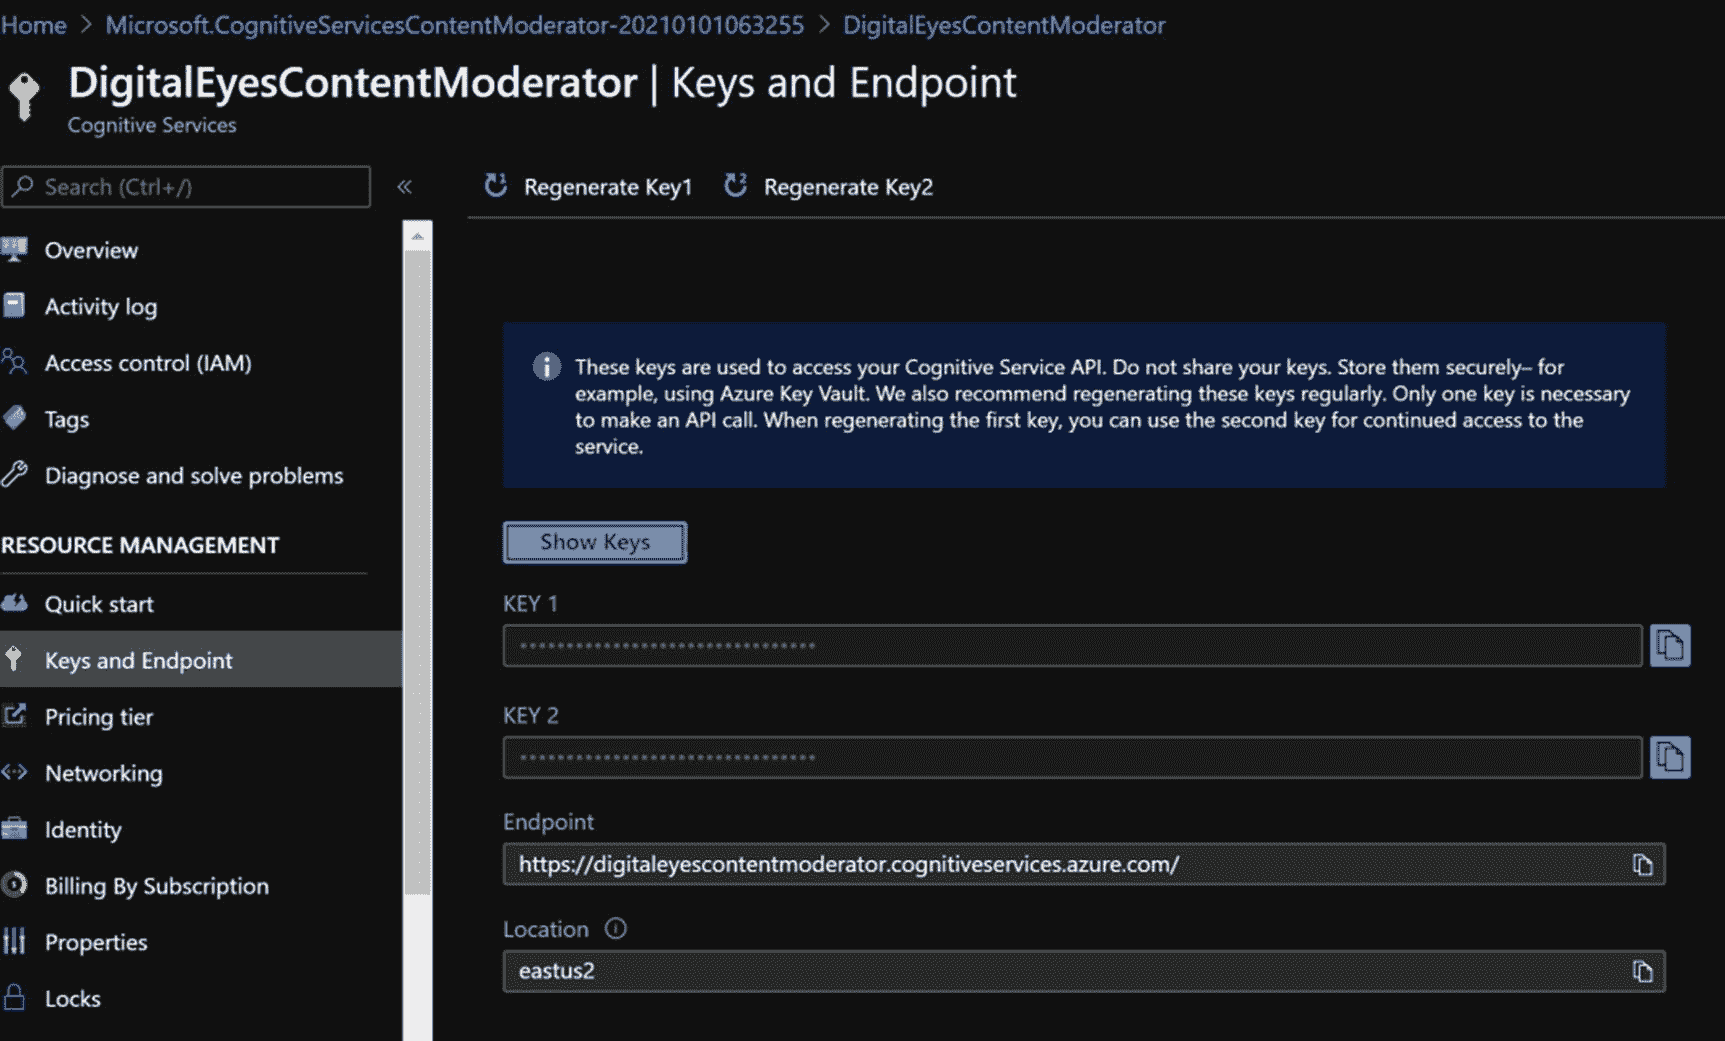 Home > Microsoft.CognitiveServicesContentModerator-20210101063255 > DigitalEyesContentModerator
DigitalEyesContentModerator | Keys and Endpoint
Cognitive Services
Search (Ctrl+/)
«
Regenerate Key1
Regenerate Key2
Overview
Activity log
Access control (IAM)
Tags
Diagnose and solve problems
RESOURCE MANAGEMENT
Quick start
Keys and Endpoint
Pricing tier
Networking
Identity
Billing By Subscription
Properties
Locks
These keys are used to access your Cognitive Service API. Do not share your keys. Store them securely– for
example, using Azure Key Vault. We also recommend regenerating these keys regularly. Only one key is necessary
to make an API call. When regenerating the first key, you can use the second key for continued access to the
service.
Show Keys
KEY 1
••••••••••••••••••••••••••••••••
KEY 2
••••••••••••••••••••••••••••••••
Endpoint
https://digitaleyescontentmoderator.cognitiveservices.azure.com/
Location
eastus2